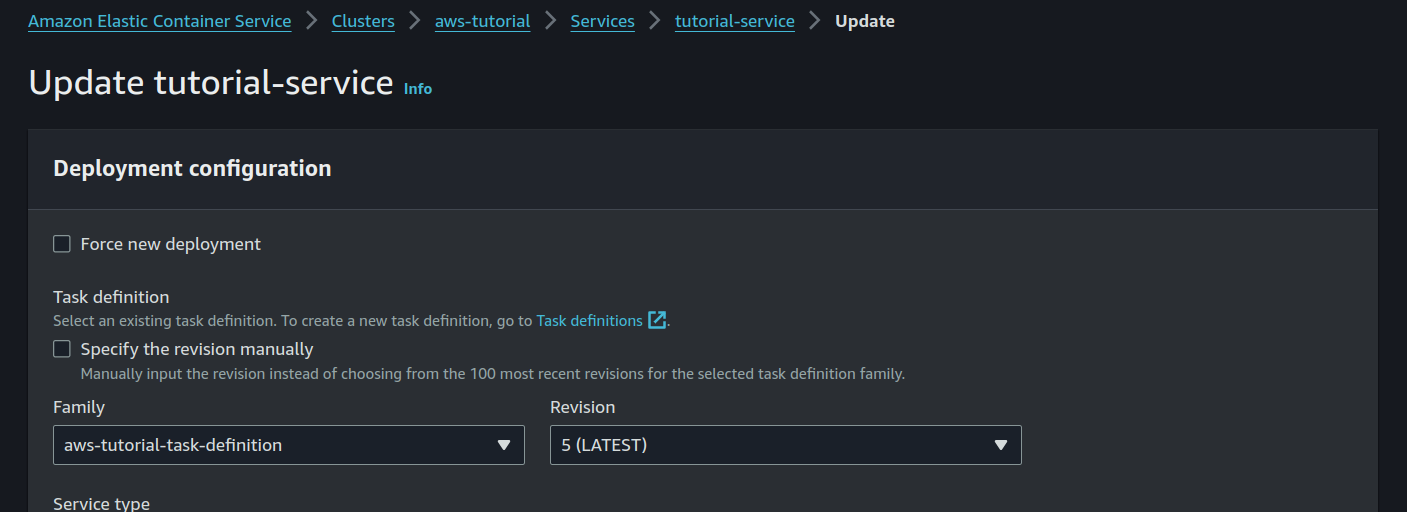 Amazon Elastic Container Service > Clusters > aws-tutorial > Services > tutorial-service > Update
Update tutorial-service Info
Deployment configuration
Force new deployment
Task definition
Select an existing task definition. To create a new task definition, go to Task definitions.
Specify the revision manually
Manually input the revision instead of choosing from the 100 most recent revisions for the selected task definition family.
Family Revision
aws-tutorial-task-definition 5 (LATEST)
Service type